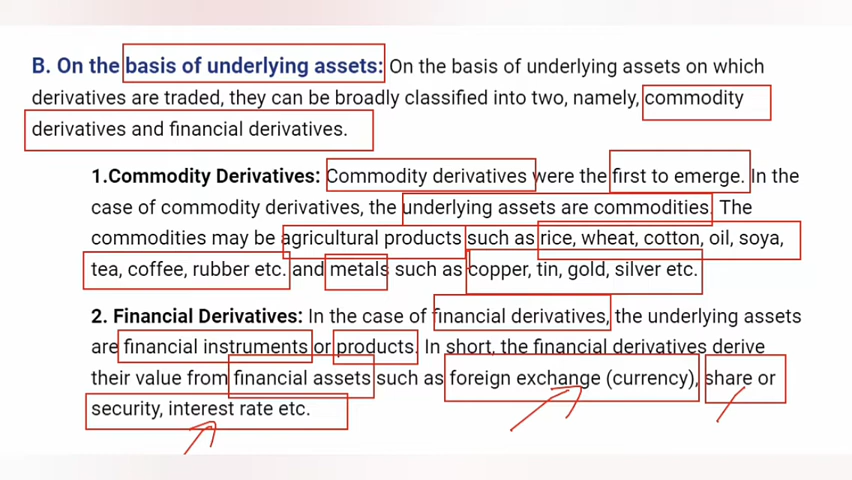 B. On the basis of underlying assets: On the basis of underlying assets on which
derivatives are traded, they can be broadly classified into two, namely, commodity
derivatives and financial derivatives.
1.Commodity Derivatives: Commodity derivatives were the first to emerge. In the
case of commodity derivatives, the underlying assets are commodities. The
commodities may be agricultural products such as rice, wheat, cotton, oil, soya,
tea, coffee, rubber etc. and metals such as copper, tin, gold, silver etc.
2. Financial Derivatives: In the case of financial derivatives, the underlying assets
are financial instruments or products. In short, the financial derivatives derive
their value from financial assets such as foreign exchange (currency), share or
security, interest rate etc.